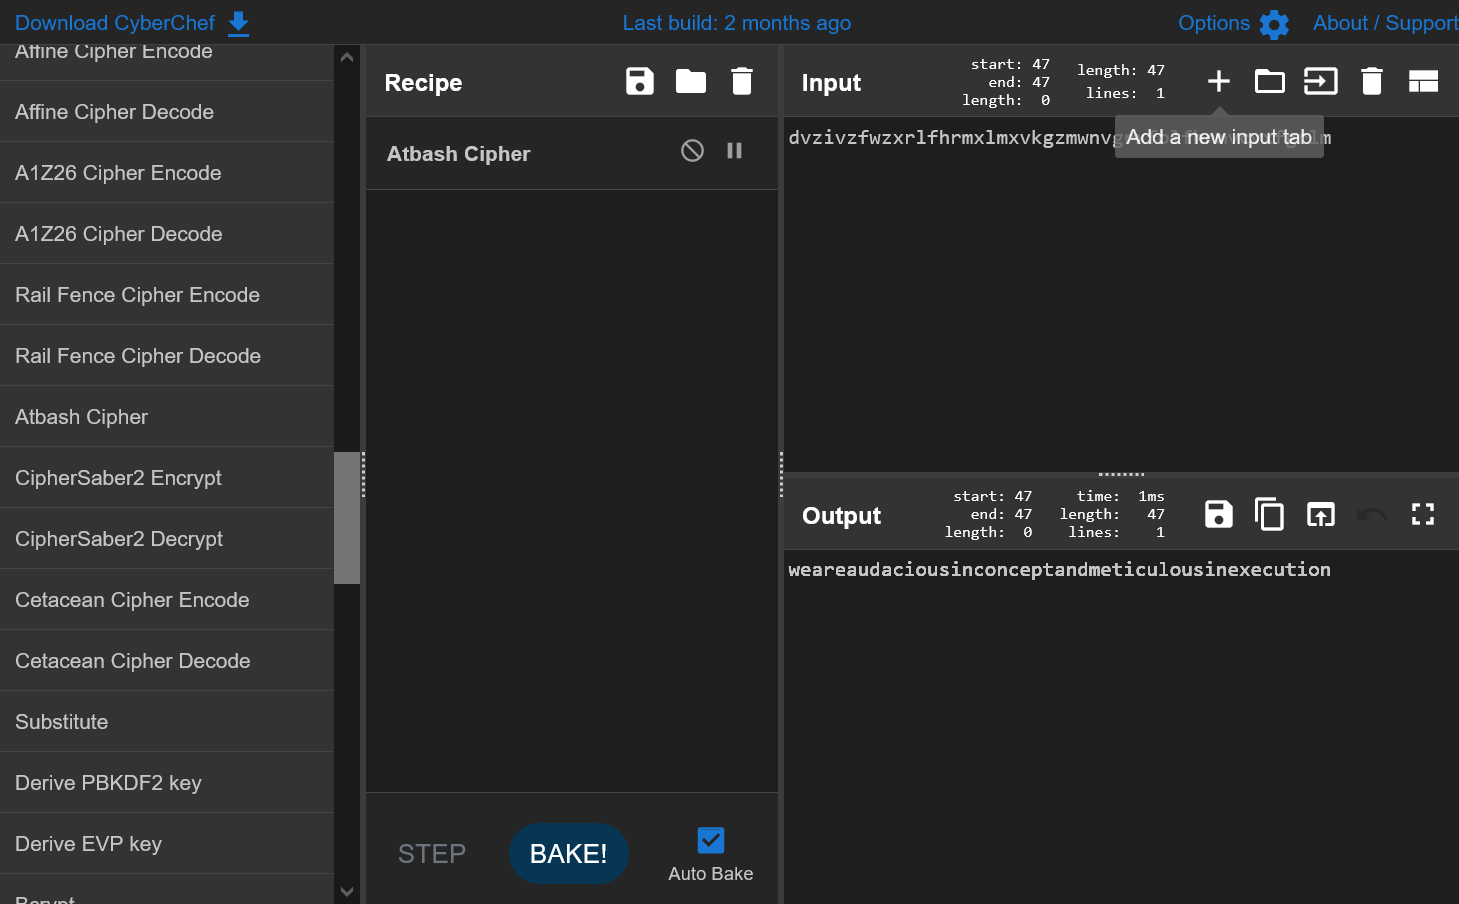 Download CyberChef
Last build: 2 months ago
Options
About / Support
Affine Cipher Encode
Affine Cipher Decode
A1Z26 Cipher Encode
A1Z26 Cipher Decode
Rail Fence Cipher Encode
Rail Fence Cipher Decode
Atbash Cipher
CipherSaber2 Encrypt
CipherSaber2 Decrypt
Cetacean Cipher Encode
Cetacean Cipher Decode
Substitute
Derive PBKDF2 key
Derive EVP key
Bcrypt
Recipe
Atbash Cipher
STEP
BAKE!
Auto Bake
Input
start: 47
end: 47
length: 0
length: 47
lines: 1
Add a new input tab
Output
start: 47
end: 47
length: 0
time: 1ms
length: 47
lines: 1
weareaudaciousinconceptandmeticulousinexecution